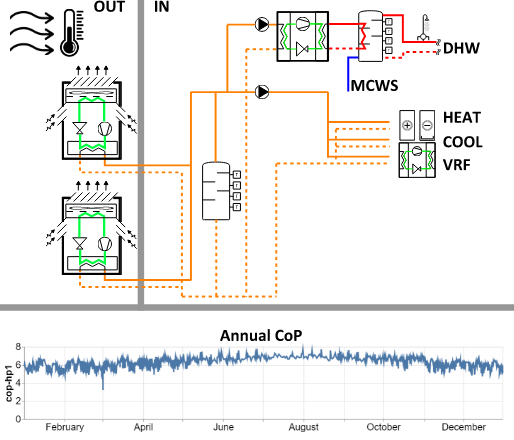 OUT IN
DHW
MCWS
HEAT
COOL
VRF
T
T
T
T
T
T
T
T
Annual CoP
cop-hp1
8
6
4
2
0
February April June August October December